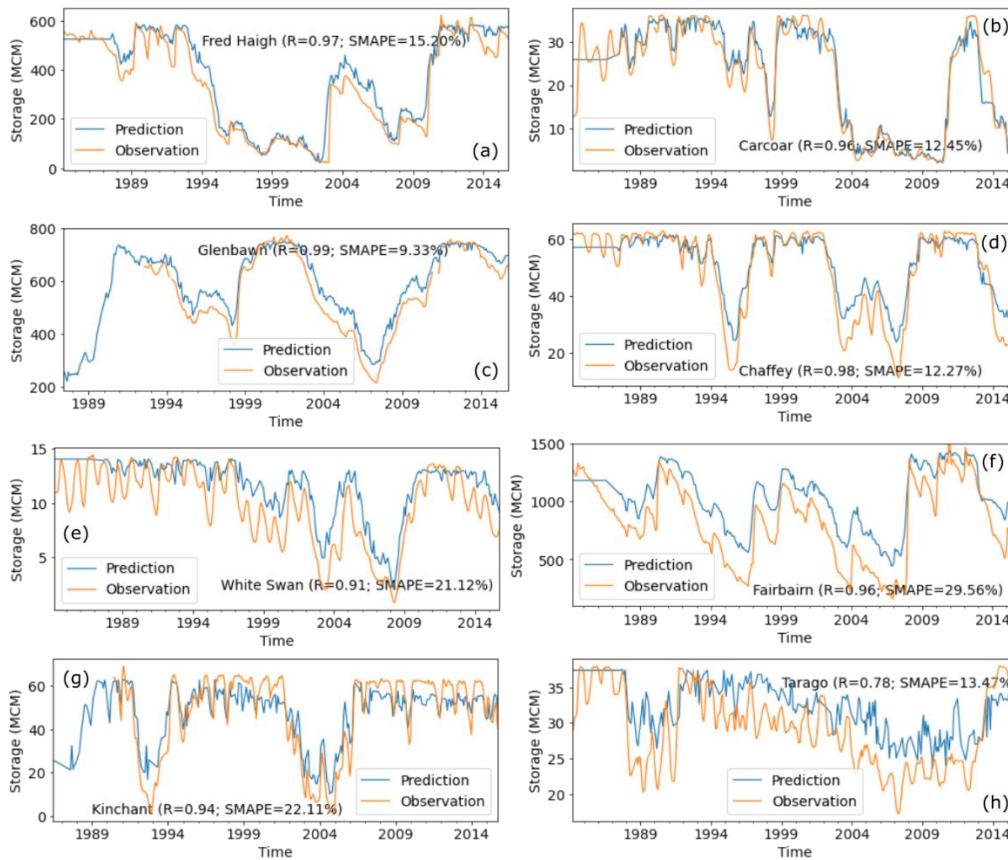 600
400
200
0
Storage (MCM)
Fred Haigh (R=0.97; SMAPE=15.20%)
Prediction
Observation
(a)
1989 1994 1999 2004 2009 2014
Time
30
20
10
Storage (MCM)
(b)
Prediction
Observation
Carcoar (R=0.96; SMAPE=12.45%)
1989 1994 1999 2004 2009 2014
Time
800
600
400
200
Storage (MCM)
Glenbawn (R=0.99; SMAPE=9.33%)
Prediction
Observation
(c)
1989 1994 1999 2004 2009 2014
Time
60
40
20
Storage (MCM)
(d)
Prediction
Observation
Chaffey (R=0.98; SMAPE=12.27%)
1989 1994 1999 2004 2009 2014
Time
15
10
5
Storage (MCM)
(e)
Prediction
Observation
White Swan (R=0.91; SMAPE=21.12%)
1989 1994 1999 2004 2009 2014
Time
1500
1000
500
Storage (MCM)
(f)
Prediction
Observation
Fairbairn (R=0.96; SMAPE=29.56%)
1989 1994 1999 2004 2009 2014
Time
60
40
20
0
Storage (MCM)
(g)
Prediction
Observation
Kinchant (R=0.94; SMAPE=22.11%)
1989 1994 1999 2004 2009 2014
Time
35
30
25
20
Storage (MCM)
Tarago (R=0.78; SMAPE=13.47%
Prediction
Observation
(h)
1989 1994 1999 2004 2009 2014
Time